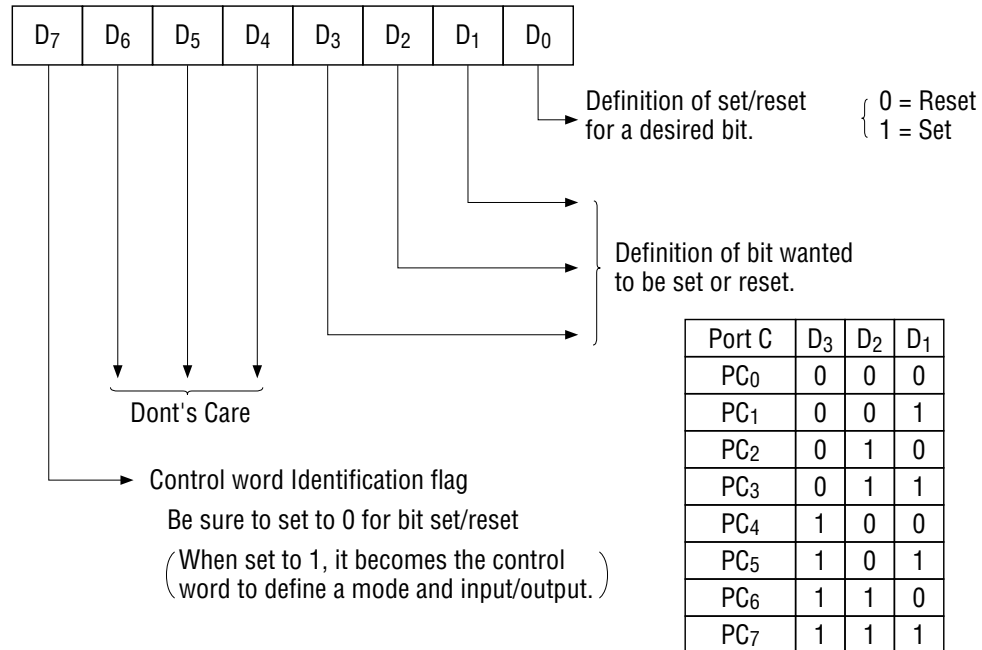 D7 D6 D5 D4 D3 D2 D1 D0
Definition of set/reset
for a desired bit.
0 = Reset
1 = Set
Definition of bit wanted
to be set or reset.
Dont's Care
Control word Identification flag
Be sure to set to 0 for bit set/reset
(When set to 1, it becomes the control
word to define a mode and input/output.)
Port C D3 D2 D1
PC0 0 0 0
PC1 0 0 1
PC2 0 1 0
PC3 0 1 1
PC4 1 0 0
PC5 1 0 1
PC6 1 1 0
PC7 1 1 1